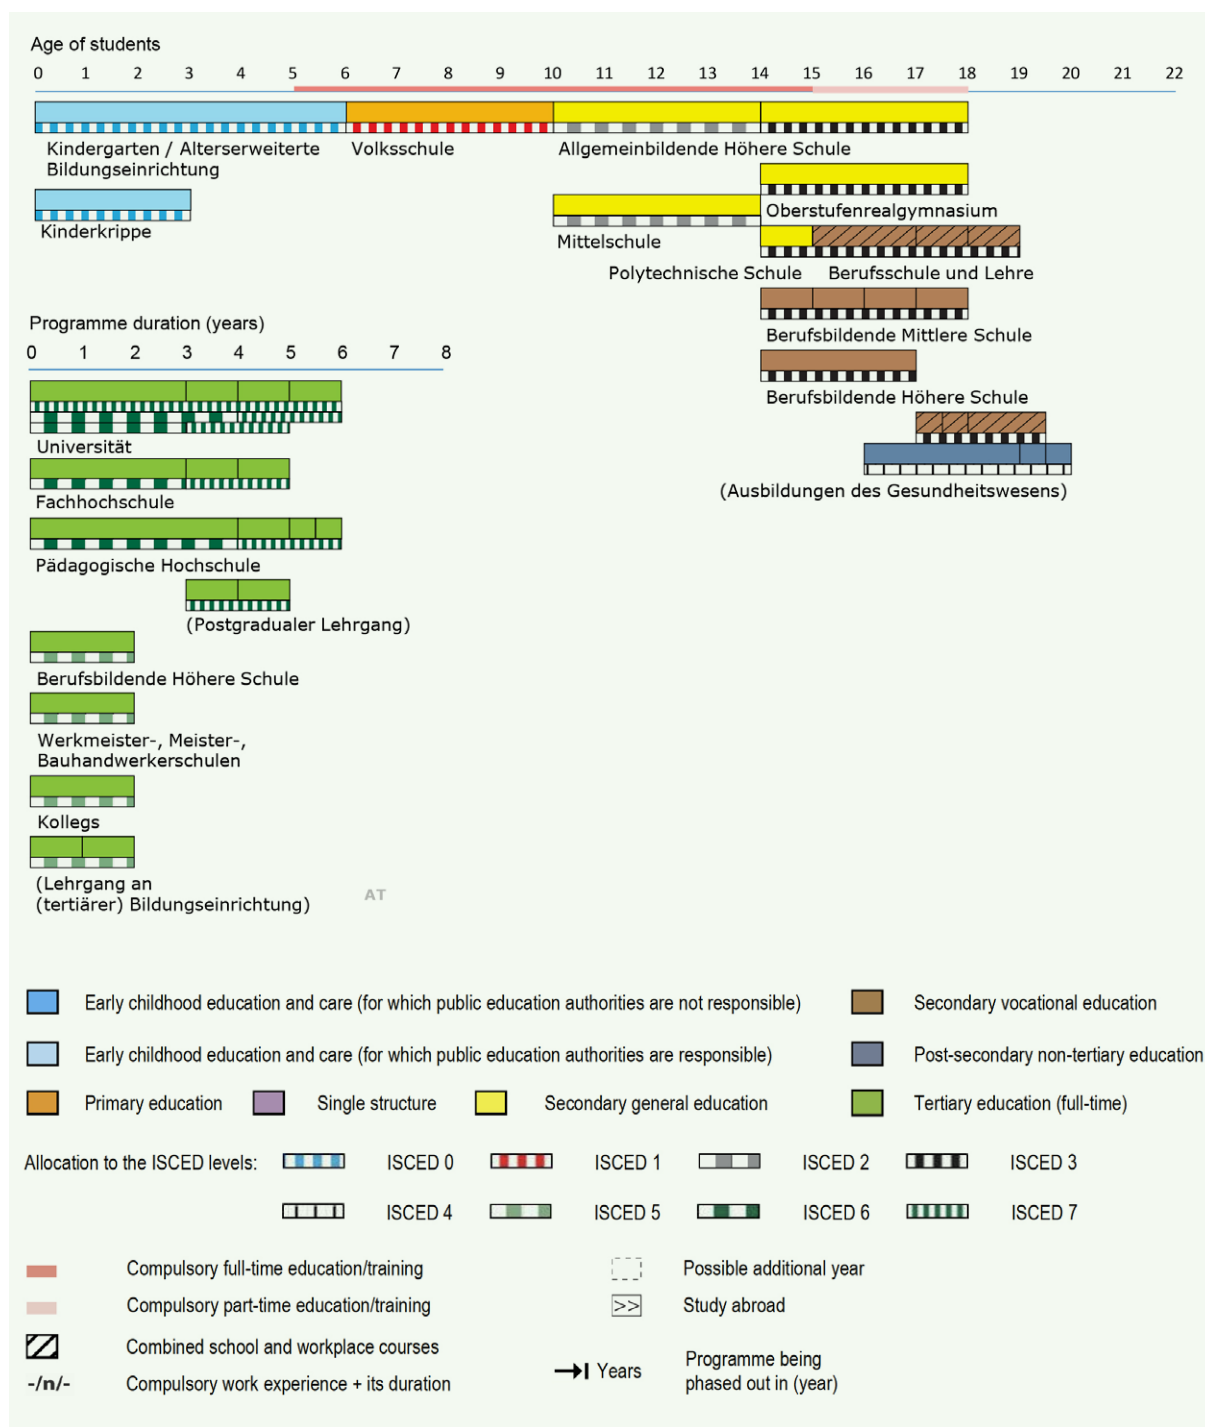 Age of students
0 1 2 3 4 5 6 7 8 9 10 11 12 13 14 15 16 17 18 19 20 21 22
Kindergarten / Alterserweiterte
Bildungseinrichtung
Volksschule
Allgemeinbildende Höhere Schule
Kinderkrippe
Oberstufenrealgymnasium
Mittelschule
Polytechnische Schule
Berufsschule und Lehre
Berufsbildende Mittlere Schule
Berufsbildende Höhere Schule
(Ausbildungen des Gesundheitswesens)
Programme duration (years)
0 1 2 3 4 5 6 7 8
Universität
Fachhochschule
Pädagogische Hochschule
(Postgradualer Lehrgang)
Berufsbildende Höhere Schule
Werkmeister-, Meister-,
Bauhandwerkerschulen
Kollegs
(Lehrgang an
(tertiärer) Bildungseinrichtung)
AT
Early childhood education and care (for which public education authorities are not responsible)
Secondary vocational education
Early childhood education and care (for which public education authorities are responsible)
Post-secondary non-tertiary education
Primary education
Single structure
Secondary general education
Tertiary education (full-time)
Allocation to the ISCED levels:
ISCED 0
ISCED 1
ISCED 2
ISCED 3
ISCED 4
ISCED 5
ISCED 6
ISCED 7
Compulsory full-time education/training
Possible additional year
Compulsory part-time education/training
>> Study abroad
Combined school and workplace courses
-/n/- Compulsory work experience + its duration
Years
Programme being
phased out in (year)